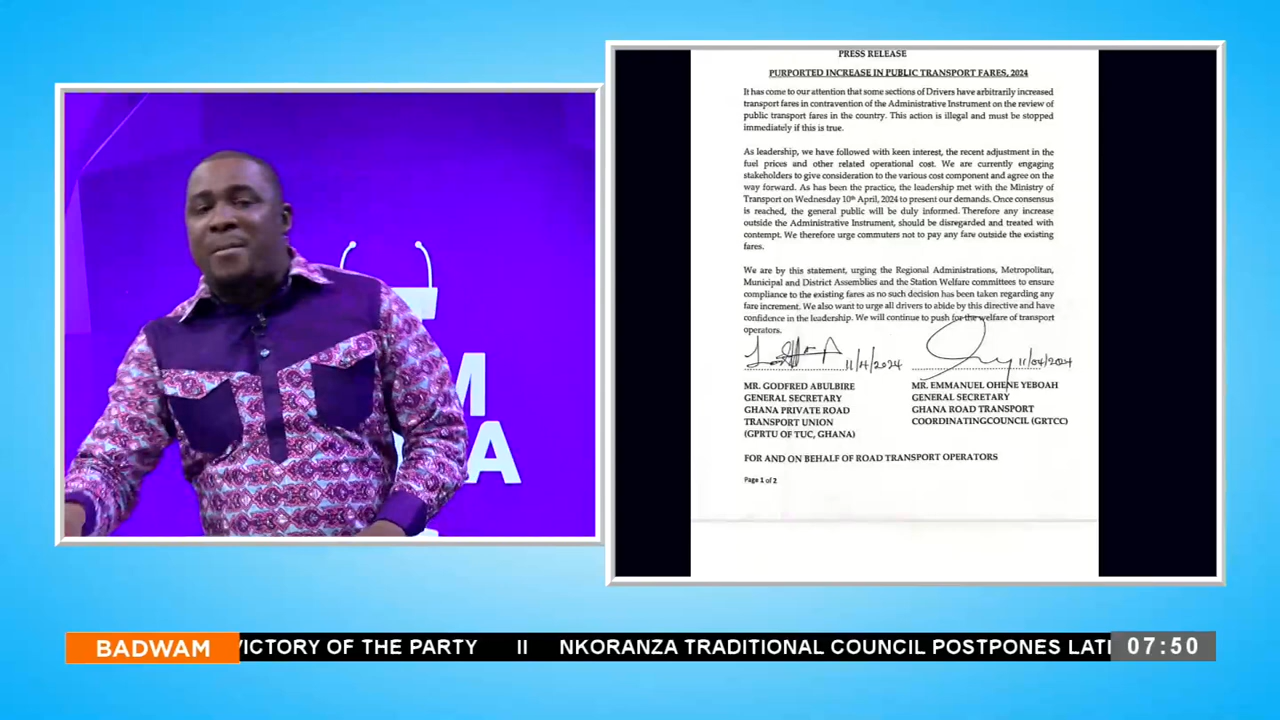 M
A
PRESS RELEASE
PURPORTED INCREASE IN PUBLIC TRANSPORT FARES, 2024
It has come to our attention that some sections of Drivers have arbitrarily increased
transport fares in contravention of the Administrative Instrument on the review of
public transport fares in the country. This action is illegal and must be stopped
immediately if this is true.
As leadership, we have followed with keen interest, the recent adjustment in the
fuel prices and other related operational cost. We are currently engaging
stakeholders to give consideration to the various cost component and agree on the
way forward. As has been the practice, the leadership met with the Ministry of
Transport on Wednesday 10th April, 2024 to present our demands. Once consensus
is reached, the general public will be duly informed. Therefore any increase
outside the Administrative Instrument, should be disregarded and treated with
contempt. We therefore urge commuters not to pay any fare outside the existing
fares.
We are by this statement, urging the Regional Administrations, Metropolitan,
Municipal and District Assemblies and the Station Welfare committees to ensure
compliance to the existing fares as no such decision has been taken regarding any
fare increment. We also want to urge all drivers to abide by this directive and have
confidence in the leadership. We will continue to push for the welfare of transport
operators.
11/4/2024
11/04/2024
MR. GODFRED ABULBIRE
GENERAL SECRETARY
GHANA PRIVATE ROAD
TRANSPORT UNION
(GPRTU OF TUC, GHANA)
MR. EMMANUEL OHENE YEBOAH
GENERAL SECRETARY
GHANA ROAD TRANSPORT
COORDINATINGCOUNCIL (GRTCC)
FOR AND ON BEHALF OF ROAD TRANSPORT OPERATORS
Page 1 of 2
BADWAM VICTORY OF THE PARTY II NKORANZA TRADITIONAL COUNCIL POSTPONES LAT 07:50